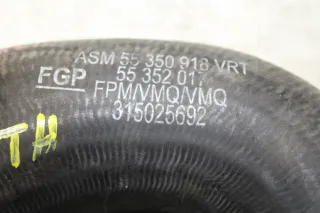 ASM 55 350 918 VRT
FGP 55 352 017
FPM/VMQ/VMQ
315025692